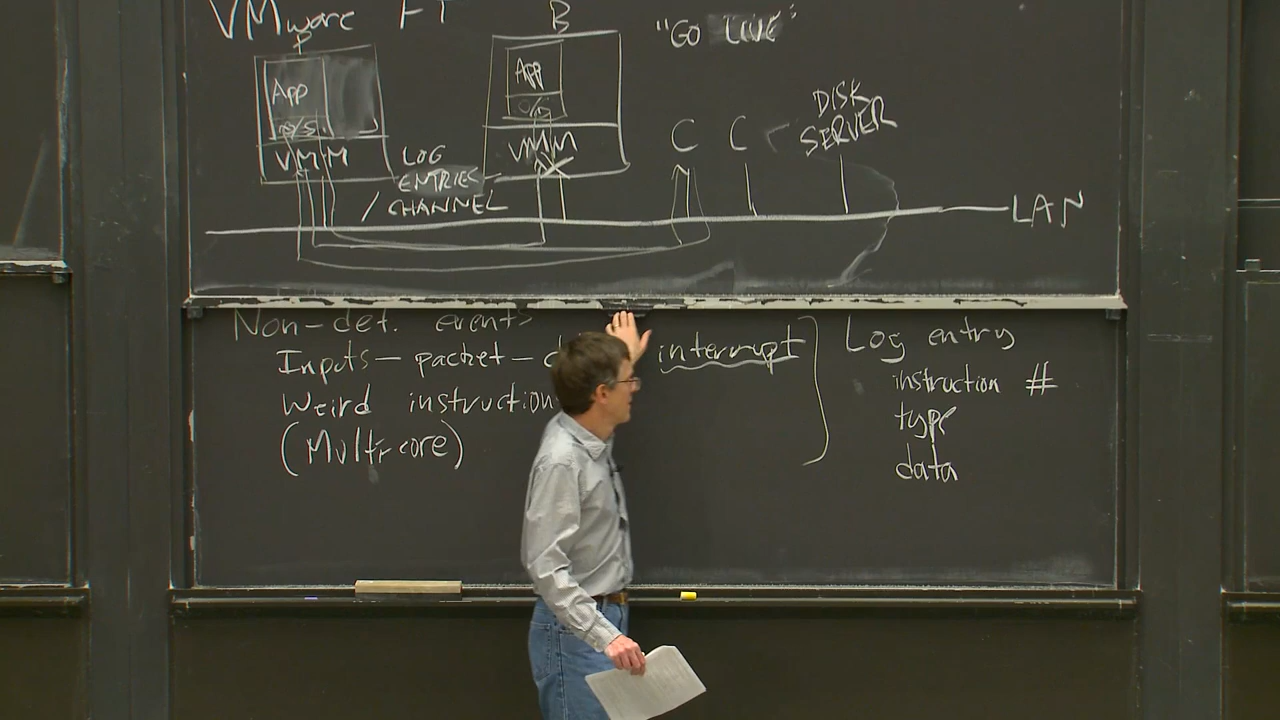 VMware FT
P
B
"GO LIVE"
App
O/S
VMM
App
O/S
VMM
LOG
ENTRIES
/ CHANNEL
C
C
DISK
SERVER
LAN
Non-det. events
Inputs — packet — interrupt
Weird instruction
(Multi-core)
Log entry
instruction #
type
data